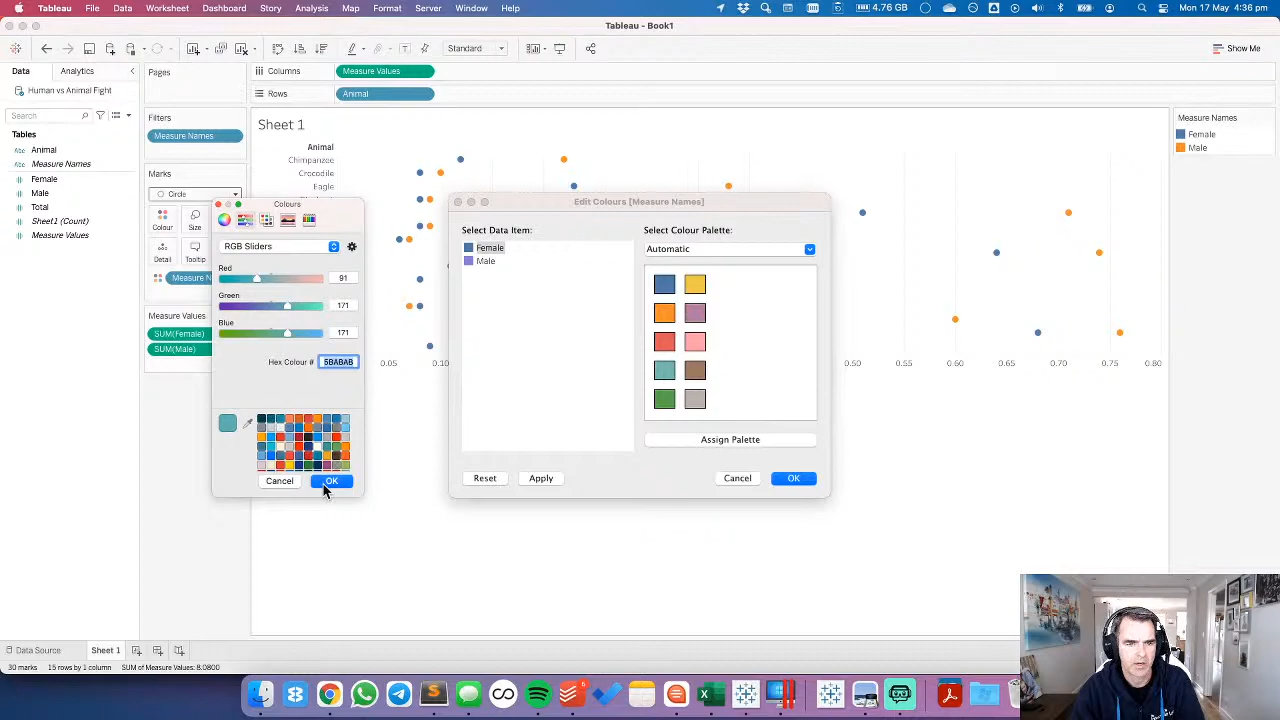 Tableau File Data Worksheet Dashboard Story Analysis Map Format Server Window Help 4.76 GB Mon 17 May 4:36 pm
Tableau - Book1
Standard Show Me
Data Analytics Pages Columns Measure Values
Human vs Animal Fight Rows Animal
Search Filters
Measure Names
Sheet 1
Measure Names
Female
Male
Tables
Animal
Measure Names
Female
Male
Total
Sheet1 (Count)
Measure Values
Marks
Circle
Colour Size
Detail Tooltip
Measure N
Measure Values
SUM(Female)
SUM(Male)
Animal
Chimpanzee
Crocodile
Eagle
0.05 0.10 0.50 0.55 0.60 0.65 0.70 0.75 0.80
Colours
RGB Sliders
Red
91
Green
171
Blue
171
Hex Colour # 5BABAB
Cancel OK
Edit Colours [Measure Names]
Select Data Item: Select Colour Palette:
Female
Male
Automatic
Assign Palette
Reset Apply Cancel OK
Data Source Sheet 1
30 marks 15 rows by 1 column SUM of Measure Values: 8.0800